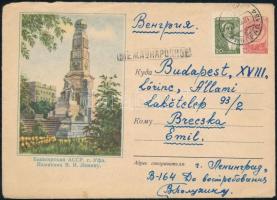 Венгрия.
МЕЖДУНАРОДНОЕ
Куда Budapest, XVIII.
Lőrinc, Állami
Lakótelep 93/2
Кому Brecska
Emil.
Башкирская АССР. г. Уфа.
Памятник В. И. Ленину.
Адрес отправителя: г. Ленинград,
В-164 До востребования